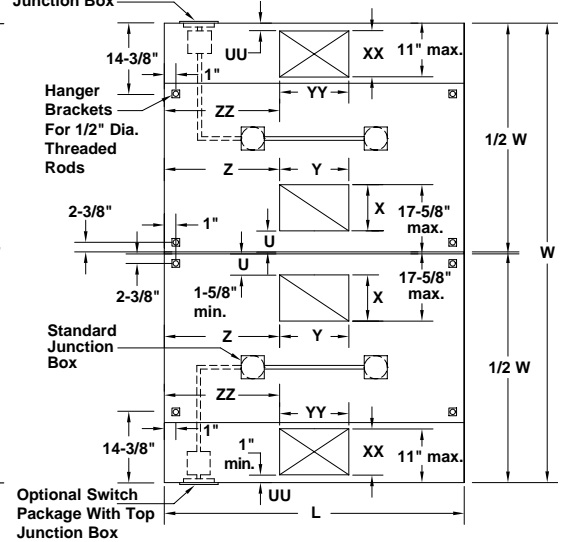 Junction Box
14-3/8"
UU
XX
11" max.
1"
Hanger
Brackets
For 1/2" Dia.
Threaded
Rods
ZZ
YY
1/2 W
Z
Y
W
2-3/8"
1"
X
17-5/8"
max.
U
U
2-3/8"
1-5/8"
min.
X
17-5/8"
max.
Z
Y
Standard
Junction
Box
1/2 W
ZZ
YY
14-3/8"
1"
1"
min.
XX
11" max.
UU
Optional Switch
Package With Top
Junction Box
L